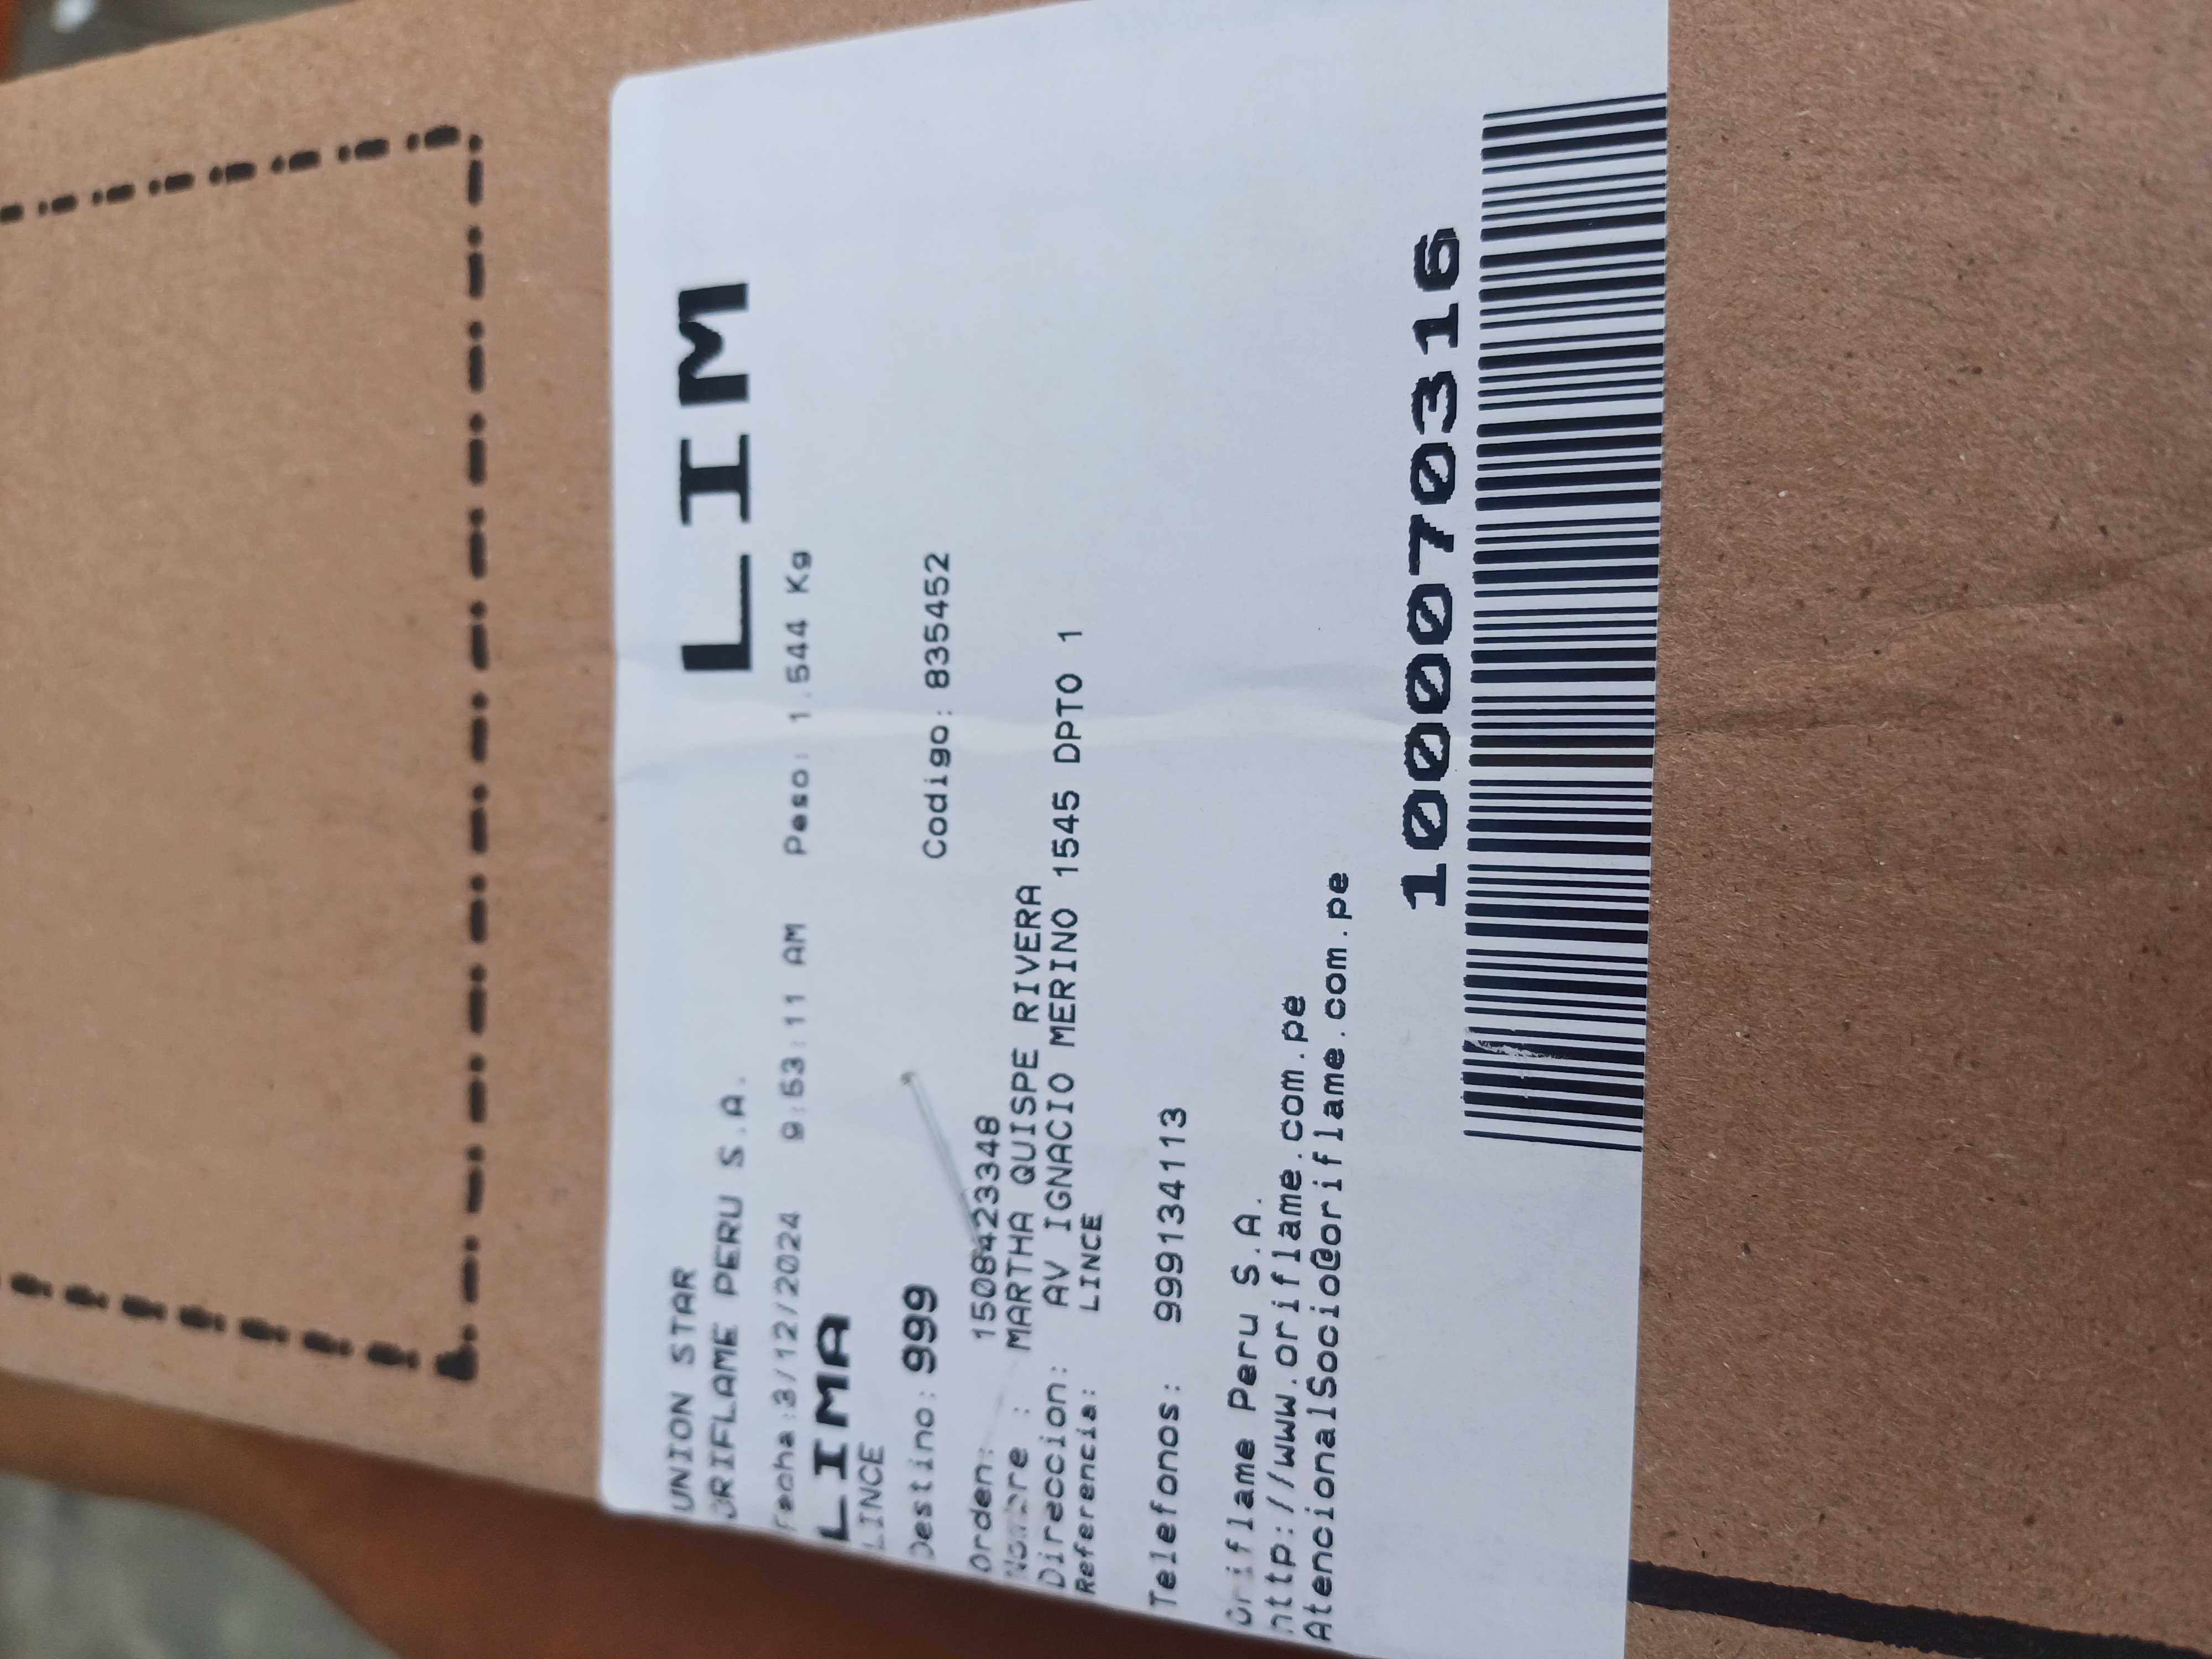 UNION STAR
ORIFLAME PERU S.A.
LIM
Fecha:3/12/2024 9:53:11 AM Peso: 1.544 Kg
LIMA
LINCE
Destino: 999 Codigo: 835452
Orden: 1508423348
Nombre : MARTHA QUISPE RIVERA
Direccion: AV IGNACIO MERINO 1545 DPTO 1
Referencia: LINCE
Telefonos: 999134113
Oriflame Peru S.A.
http://www.oriflame.com.pe
AtencionalSocio@oriflame.com.pe
10000770316